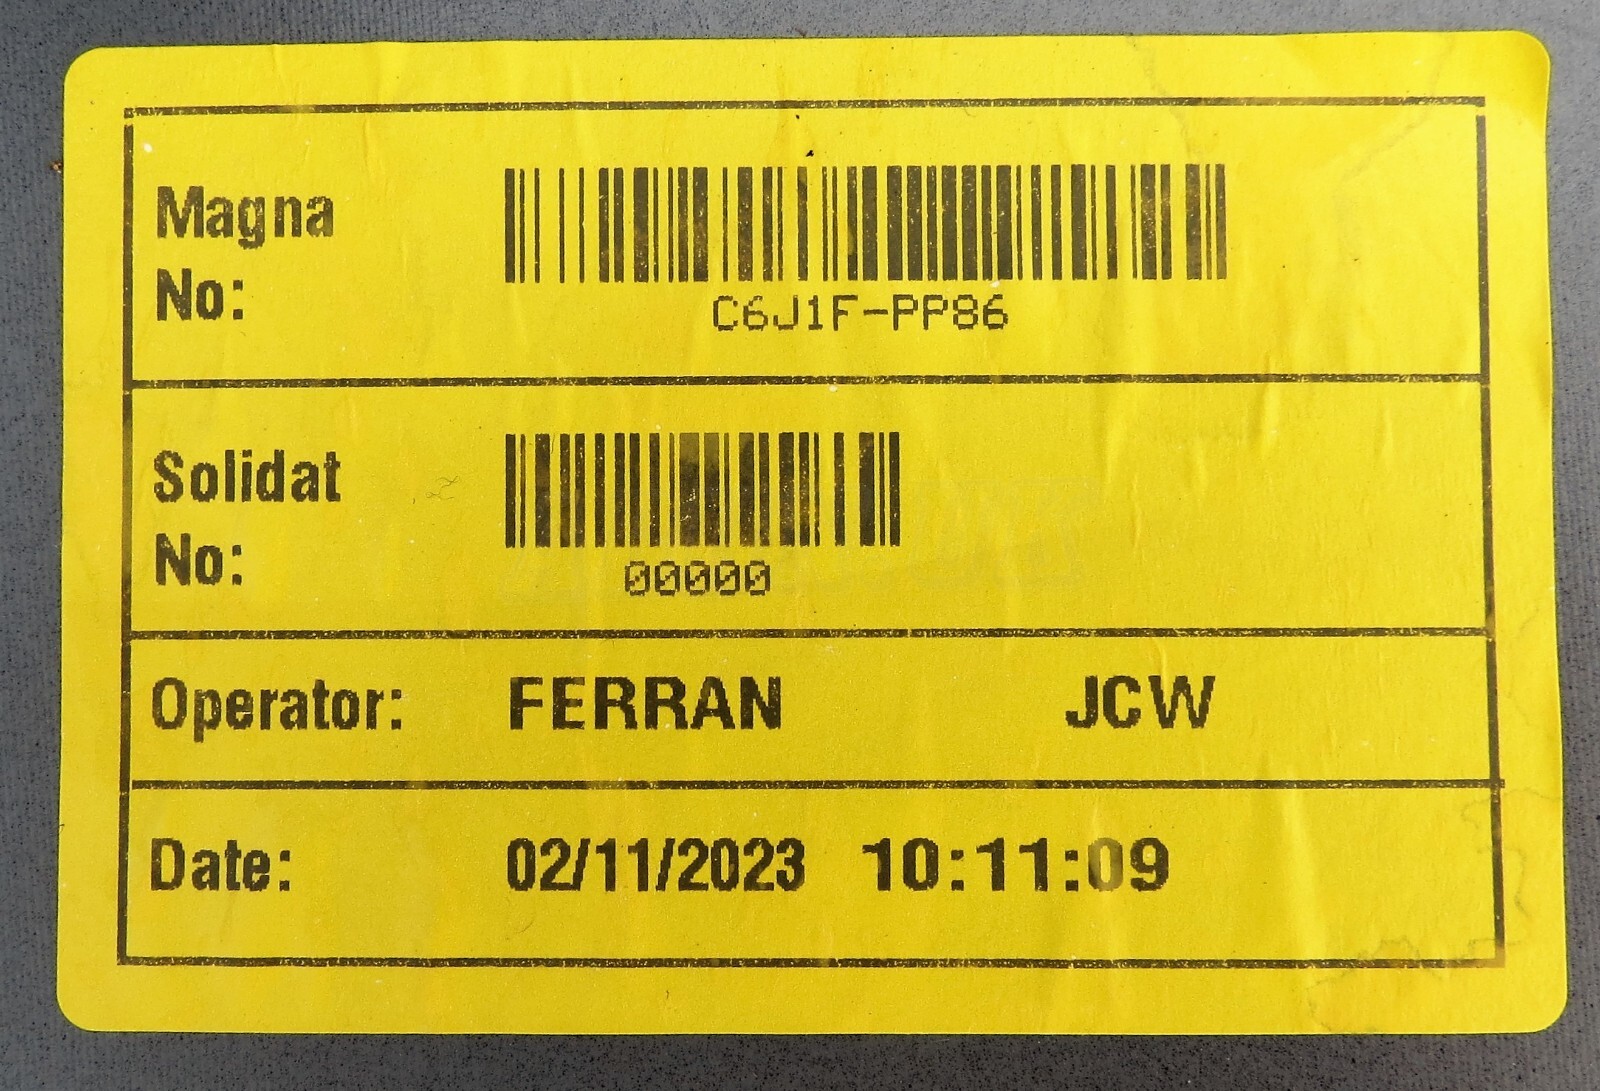 Magna
No:
C6J1F-PP86
Solidat
No:
00000
Operator: FERRAN JCW
Date: 02/11/2023 10:11:09